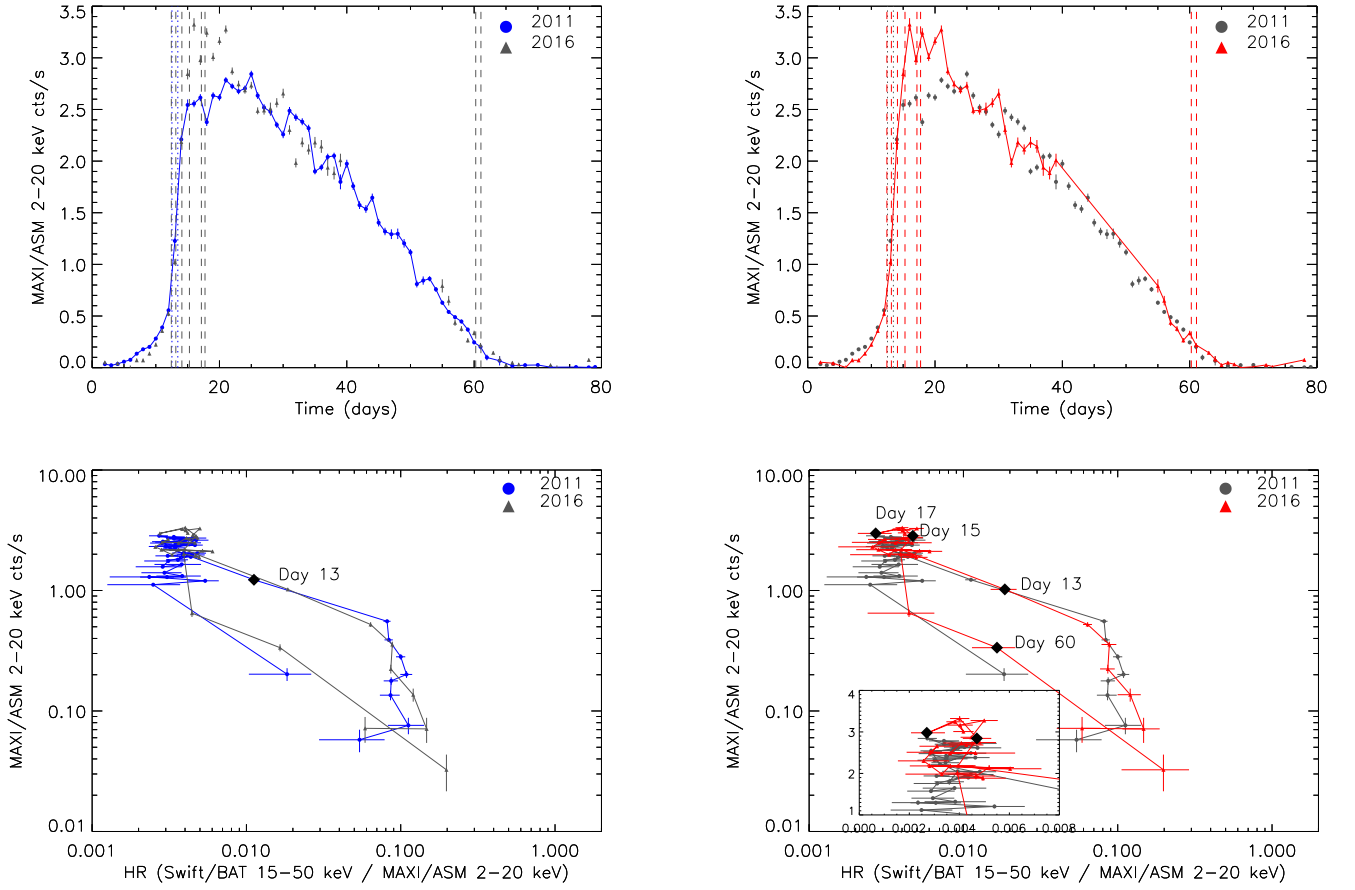 2011
2016
MAXI/ASM 2-20 keV cts/s
3.5
3.0
2.5
2.0
1.5
1.0
0.5
0.0
0 20 40 60 80
Time (days)
2011
2016
MAXI/ASM 2-20 keV cts/s
3.5
3.0
2.5
2.0
1.5
1.0
0.5
0.0
0 20 40 60 80
Time (days)
2011
2016
Day 13
MAXI/ASM 2-20 keV cts/s
10.00
1.00
0.10
0.01
0.001 0.010 0.100 1.000
HR (Swift/BAT 15-50 keV / MAXI/ASM 2-20 keV)
2011
2016
Day 17
Day 15
Day 13
Day 60
MAXI/ASM 2-20 keV cts/s
10.00
1.00
0.10
0.01
4
3
2
1
0.000 0.002 0.004 0.006 0.008
0.001 0.010 0.100 1.000
HR (Swift/BAT 15-50 keV / MAXI/ASM 2-20 keV)